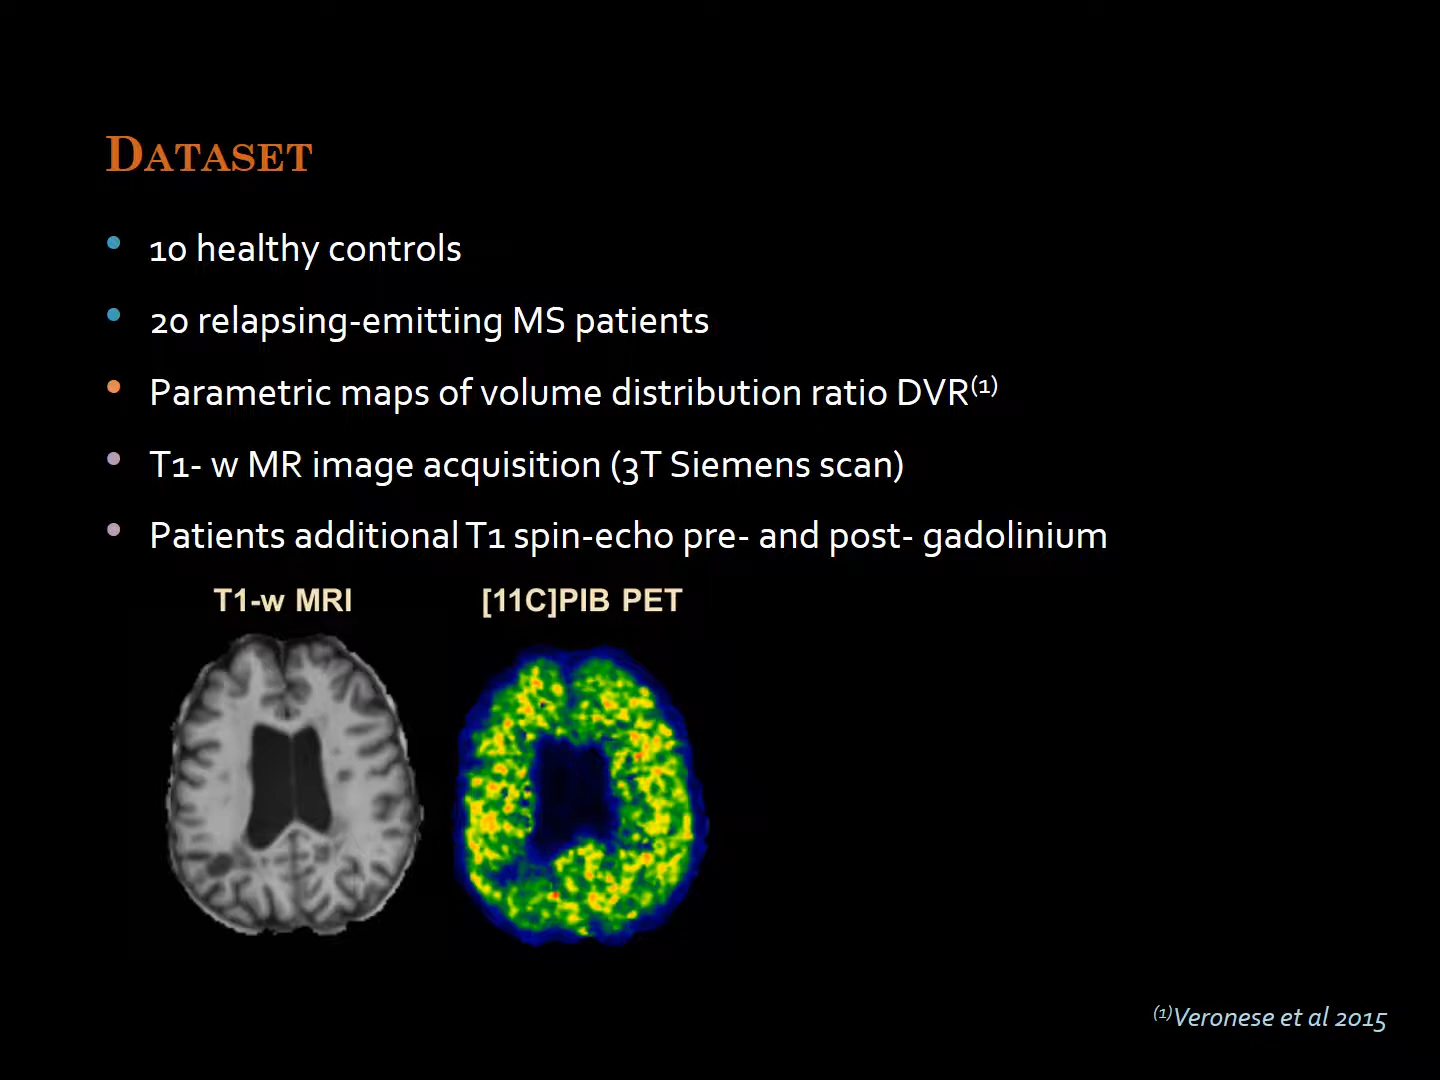 Dataset
• 10 healthy controls
• 20 relapsing-emitting MS patients
• Parametric maps of volume distribution ratio DVR(1)
• T1- w MR image acquisition (3T Siemens scan)
• Patients additional T1 spin-echo pre- and post- gadolinium
T1-w MRI [11C]PIB PET
(1)Veronese et al 2015